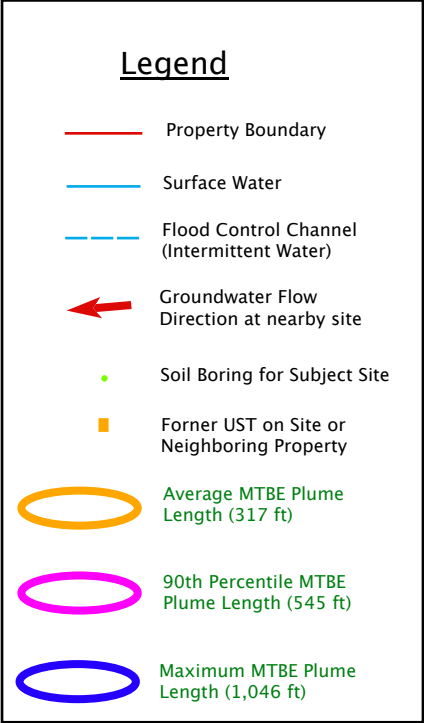 Legend
Property Boundary
Surface Water
Flood Control Channel
(Intermittent Water)
Groundwater Flow
Direction at nearby site
Soil Boring for Subject Site
Forner UST on Site or
Neighboring Property
Average MTBE Plume
Length (317 ft)
90th Percentile MTBE
Plume Length (545 ft)
Maximum MTBE Plume
Length (1,046 ft)